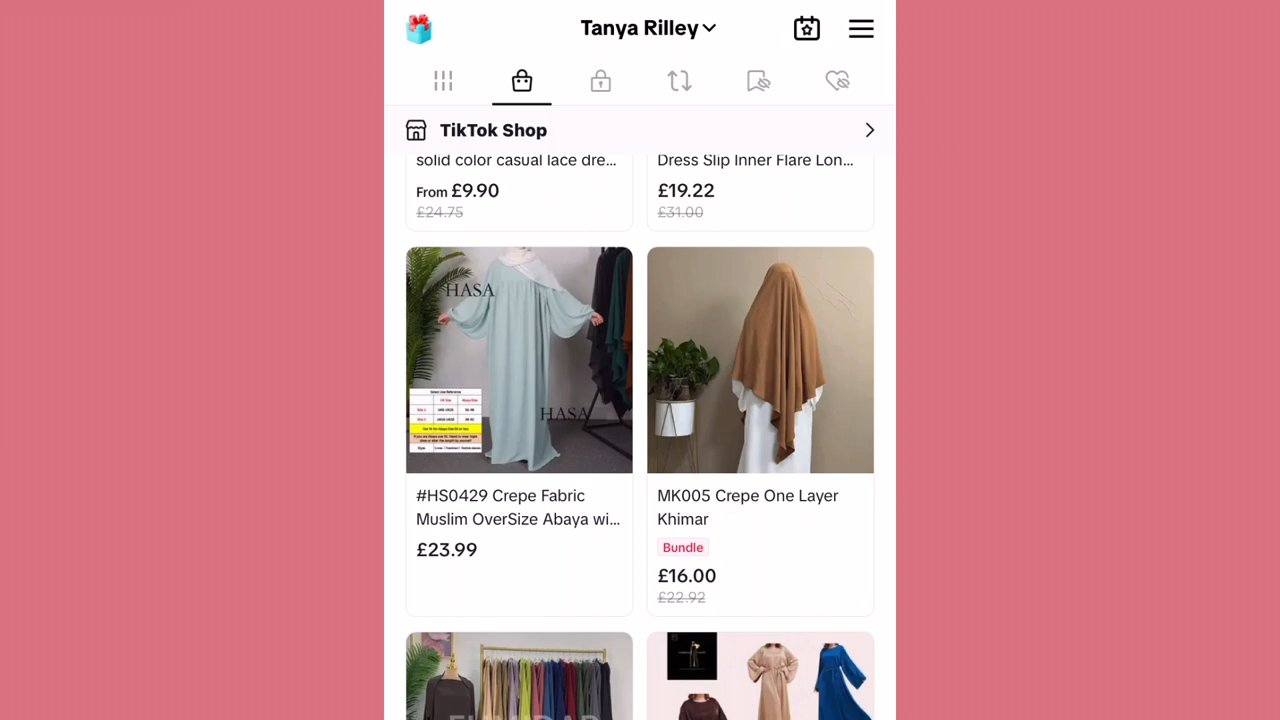 Tanya Rilley
TikTok Shop
solid color casual lace dre...
Dress Slip Inner Flare Lon...
From £9.90
£19.22
£24.75
£31.00
HASA
HASA
#HS0429 Crepe Fabric
Muslim OverSize Abaya wi...
£23.99
MK005 Crepe One Layer
Khimar
Bundle
£16.00
£22.92